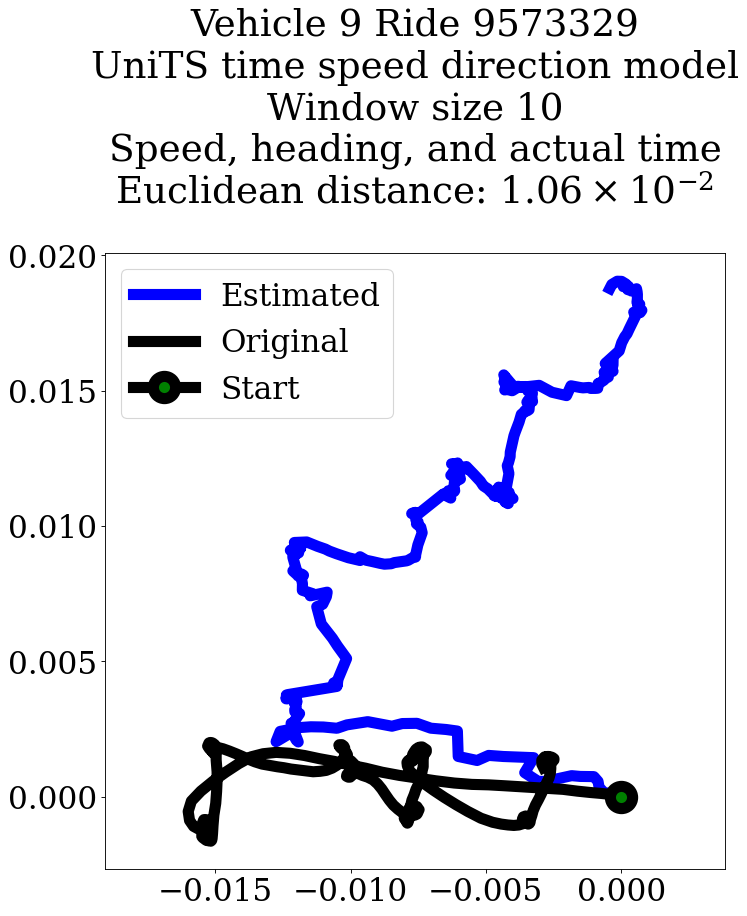 Vehicle 9 Ride 9573329
UniTS time speed direction model
Window size 10
Speed, heading, and actual time
Euclidean distance: 1.06 × 10⁻²
0.020
Estimated
Original
Start
0.015
0.010
0.005
0.000
−0.015 −0.010 −0.005 0.000